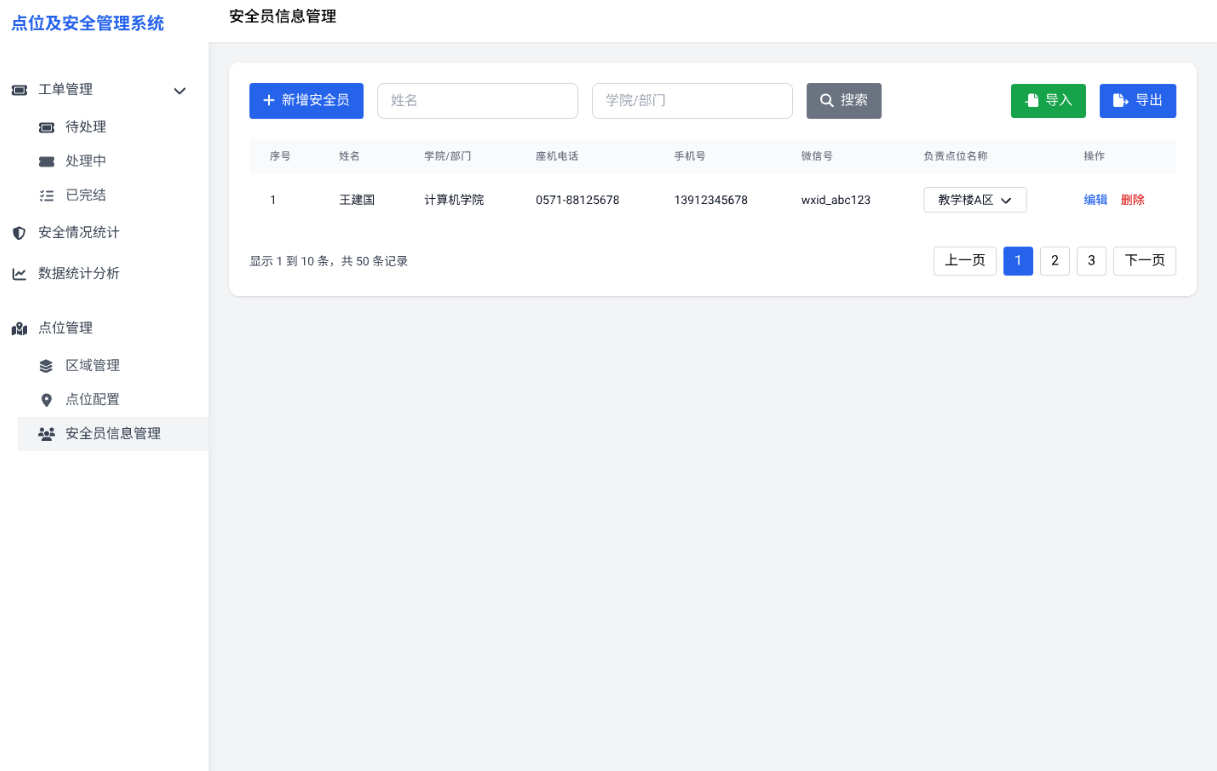 点位及安全管理系统
安全员信息管理
工单管理
待处理
处理中
已完结
安全情况统计
数据统计分析
点位管理
区域管理
点位配置
安全员信息管理
新增安全员 姓名 学院/部门 搜索 导入 导出
序号 姓名 学院/部门 座机电话 手机号 微信号 负责点位名称 操作
1 王建国 计算机学院 0571-88125678 13912345678 wxid_abc123 教学楼A区 编辑 删除
显示 1 到 10 条，共 50 条记录 上一页 1 2 3 下一页